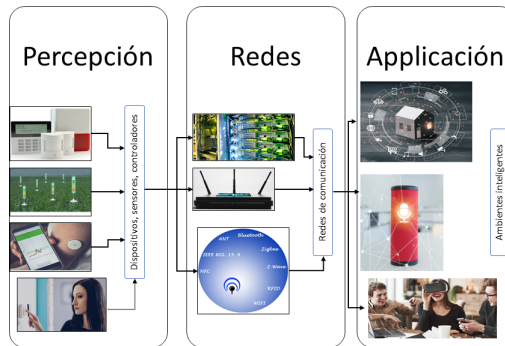 Percepción
Redes
Applicación
Dispositivos, sensores, controladores
Redes de comunicación
Ambientes inteligentes
ANT
Bluetooth
Zigbee
IEEE 802. 15. 4
Z-Wave
NFC
RFID
WiFi